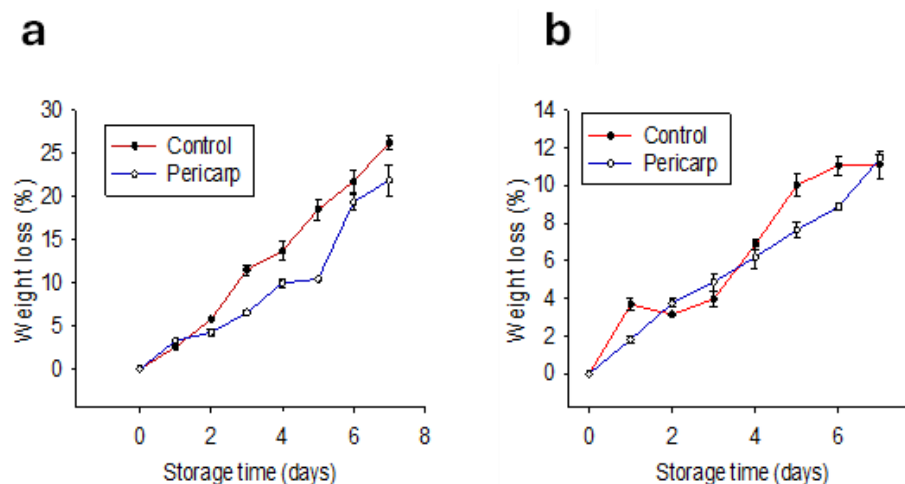 a
b
30
25
20
15
10
5
0
Weight loss (%)
Control
Pericarp
0 2 4 6 8
Storage time (days)
14
12
10
8
6
4
2
0
Weight loss (%)
Control
Pericarp
0 2 4 6
Storage time (days)